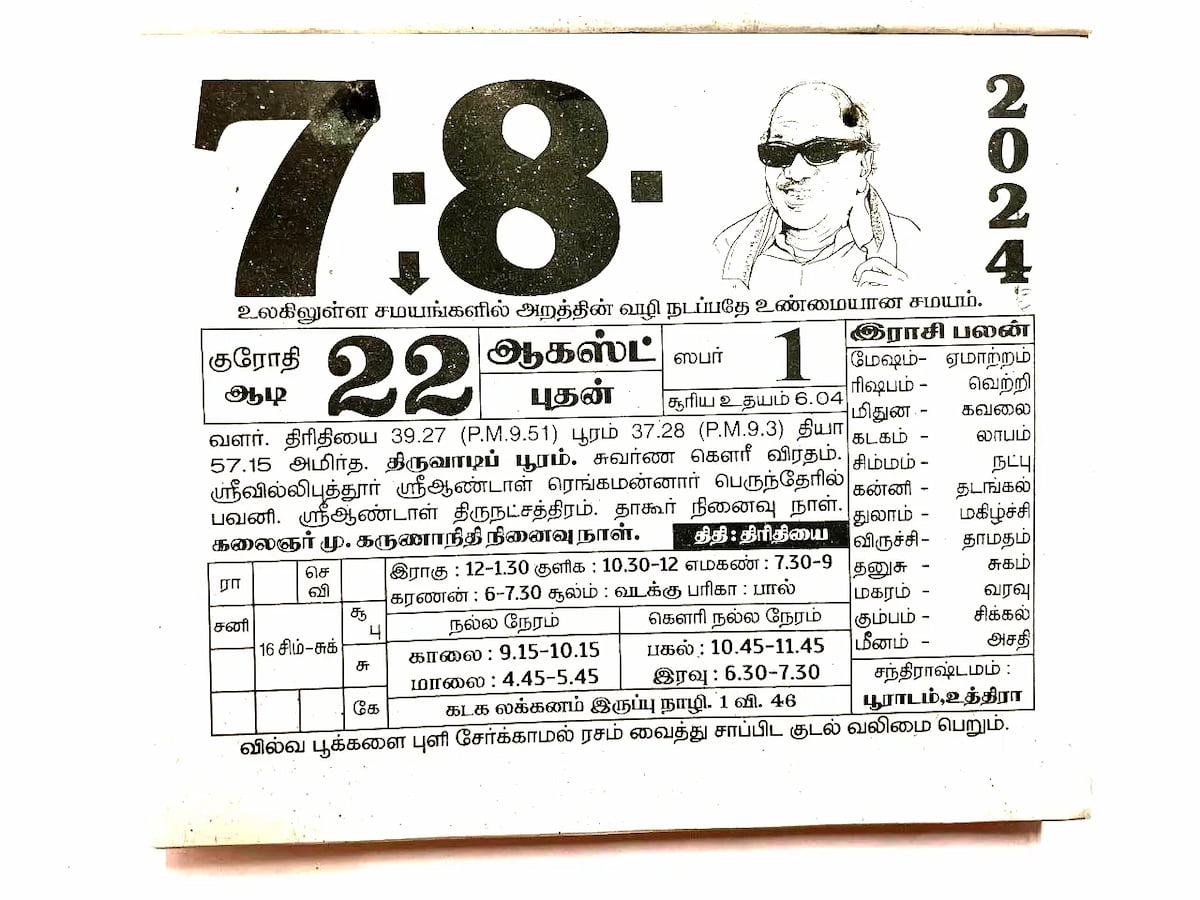 7.8.
2024
உலகிலுள்ள சமயங்களில் அறத்தின் வழி நடப்பதே உண்மையான சமயம்.
குரோதி
ஆடி
22
ஆகஸ்ட்
புதன்
ஸபர் 1
சூரிய உதயம் 6.04
வளர். திரிதியை 39.27 (P.M.9.51) பூரம் 37.28 (P.M.9.3) தியா
57.15 அமிர்த. திருவாடிப் பூரம். சுவர்ண கௌரீ விரதம்.
ஸ்ரீவில்லிபுத்தூர் ஸ்ரீஆண்டாள் ரெங்கமன்னார் பெருந்தேரில்
பவனி. ஸ்ரீஆண்டாள் திருநட்சத்திரம். தாகூர் நினைவு நாள்.
கலைஞர் மு. கருணாநிதி நினைவு நாள். திதி : திரிதியை
இராசி பலன்
மேஷம்- ஏமாற்றம்
ரிஷபம் - வெற்றி
மிதுன - கவலை
கடகம் - லாபம்
சிம்மம் - நட்பு
கன்னி - தடங்கல்
துலாம் - மகிழ்ச்சி
விருச்சி- தாமதம்
தனுசு - சுகம்
மகரம் - வரவு
கும்பம் - சிக்கல்
மீனம் - அசதி
சந்திராஷ்டமம் :
பூராடம்,உத்திரா
ரா
செ
வி
சனி
16 சிம்-சுக்
சூ
பு
சு
கே
இராகு : 12-1.30 குளிக : 10.30-12 எமகண் : 7.30-9
கரணன் : 6-7.30 சூலம் : வடக்கு பரிகா : பால்
நல்ல நேரம்
காலை : 9.15-10.15
மாலை : 4.45-5.45
கௌரி நல்ல நேரம்
பகல் : 10.45-11.45
இரவு : 6.30-7.30
கடக லக்கனம் இருப்பு நாழி. 1 வி. 46
வில்வ பூக்களை புளி சேர்க்காமல் ரசம் வைத்து சாப்பிட குடல் வலிமை பெறும்.